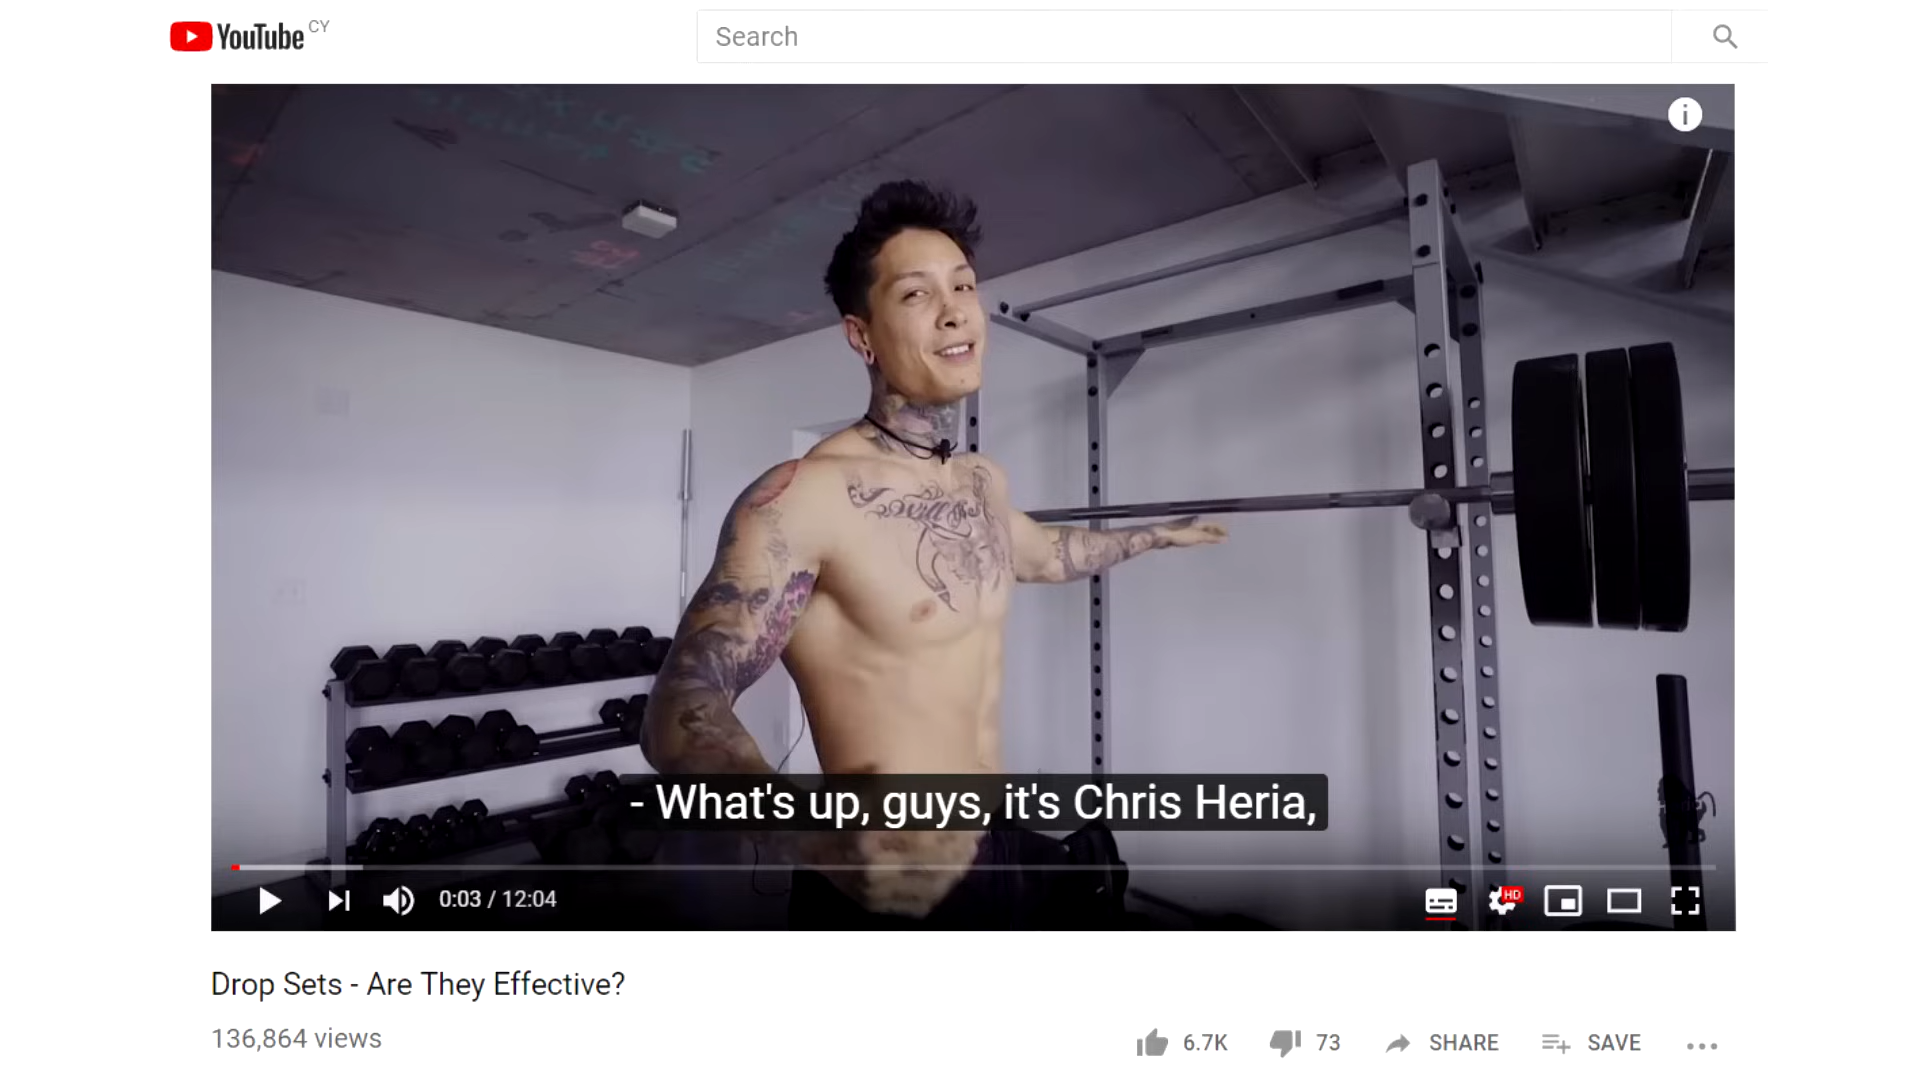 YouTube CY
Search
- What's up, guys, it's Chris Heria,
0:03 / 12:04
HD
Drop Sets - Are They Effective?
136,864 views
6.7K
73
SHARE
SAVE